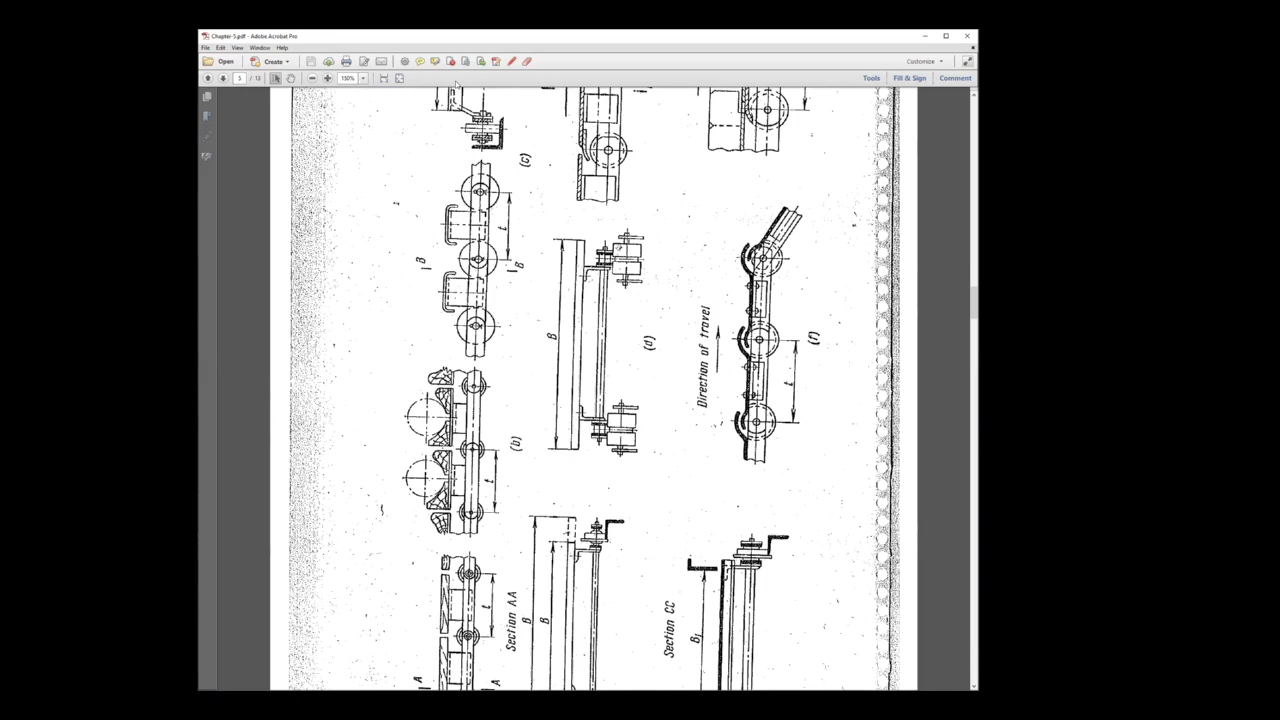 Chapter-5.pdf - Adobe Acrobat Pro
File Edit View Window Help
Open Create Customize
5 / 13 150% Tools Fill & Sign Comment
(c)
B
t
B
(d)
B
Direction of travel
t
(f)
(b)
t
t
A
A
Section AA
B
B
Section CC
B₁